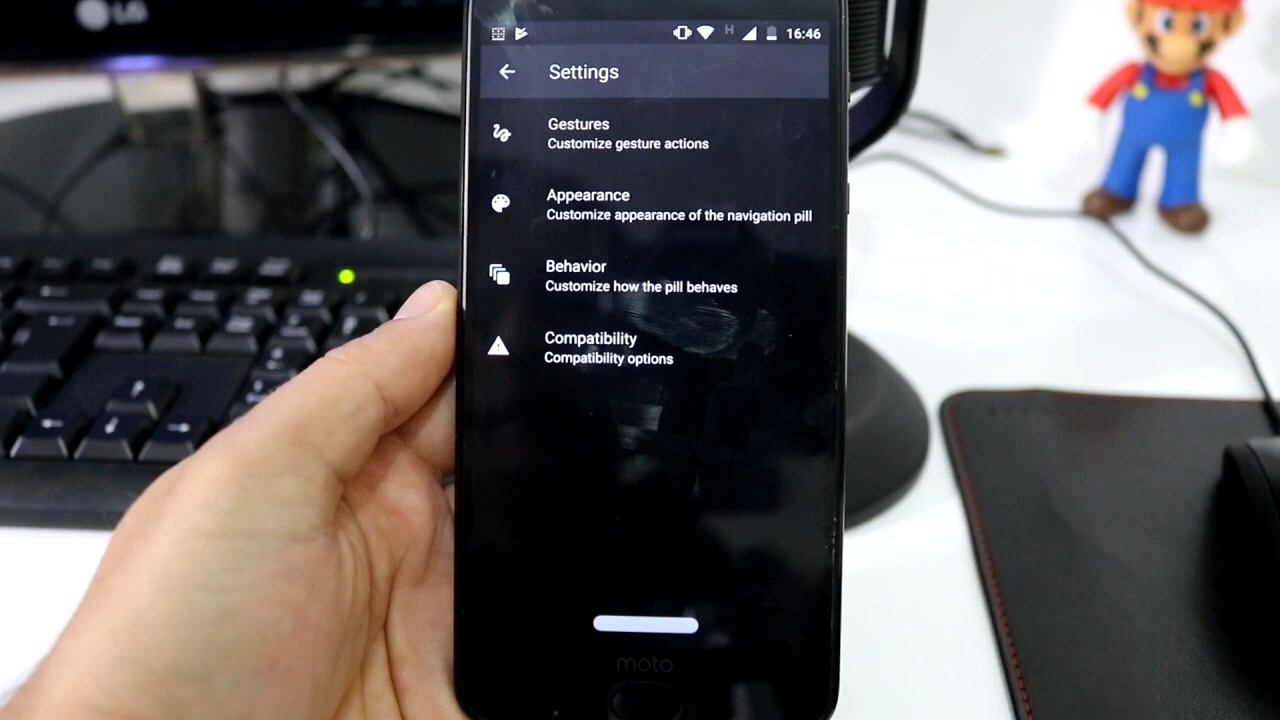 LG
H
16:46
Settings
Gestures
Customize gesture actions
Appearance
Customize appearance of the navigation pill
Behavior
Customize how the pill behaves
Compatibility
Compatibility options
moto